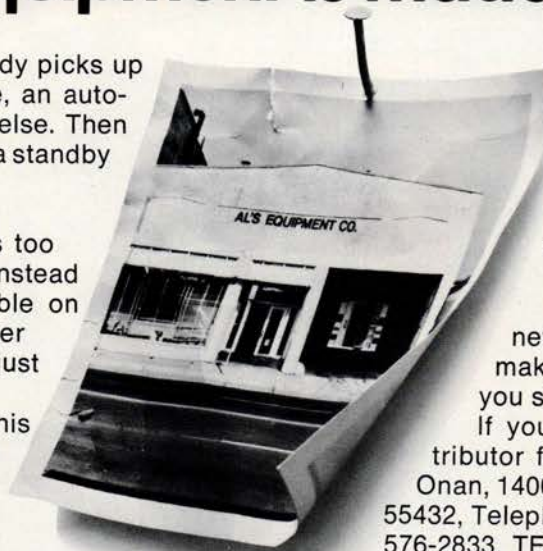 dy picks up
e, an auto-
else. Then
a standby
s too
nstead
ble on
er
ust
his
AL'S EQUIPMENT CO.
ne
mak
you s
If you
tributor f
Onan, 1400
55432, Telep
576-2833. TE